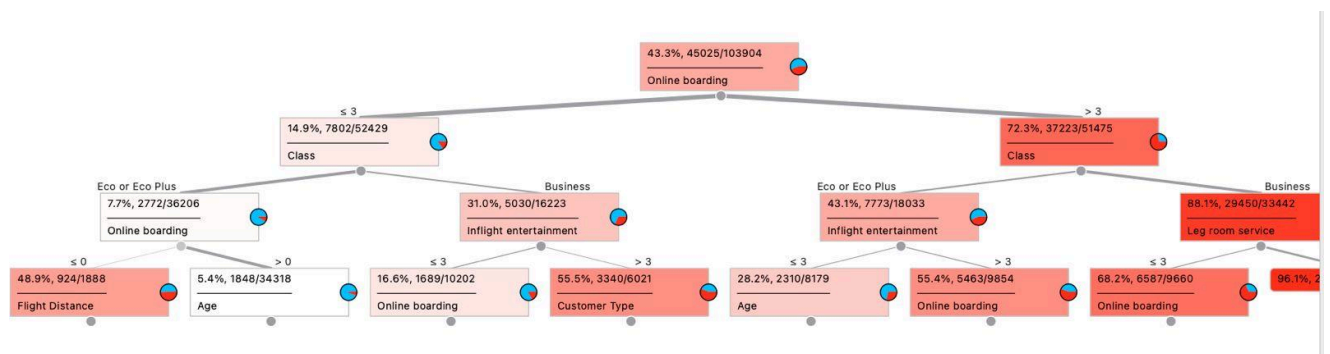 43.3%, 45025/103904
Online boarding
≤ 3
> 3
14.9%, 7802/52429
Class
72.3%, 37223/51475
Class
Eco or Eco Plus
Business
Eco or Eco Plus
Business
7.7%, 2772/36206
Online boarding
31.0%, 5030/16223
Inflight entertainment
43.1%, 7773/18033
Inflight entertainment
88.1%, 29450/33442
Leg room service
≤ 0
> 0
≤ 3
> 3
≤ 3
> 3
≤ 3
48.9%, 924/1888
Flight Distance
5.4%, 1848/34318
Age
16.6%, 1689/10202
Online boarding
55.5%, 3340/6021
Customer Type
28.2%, 2310/8179
Age
55.4%, 5463/9854
Online boarding
68.2%, 6587/9660
Online boarding
96.1%, 2